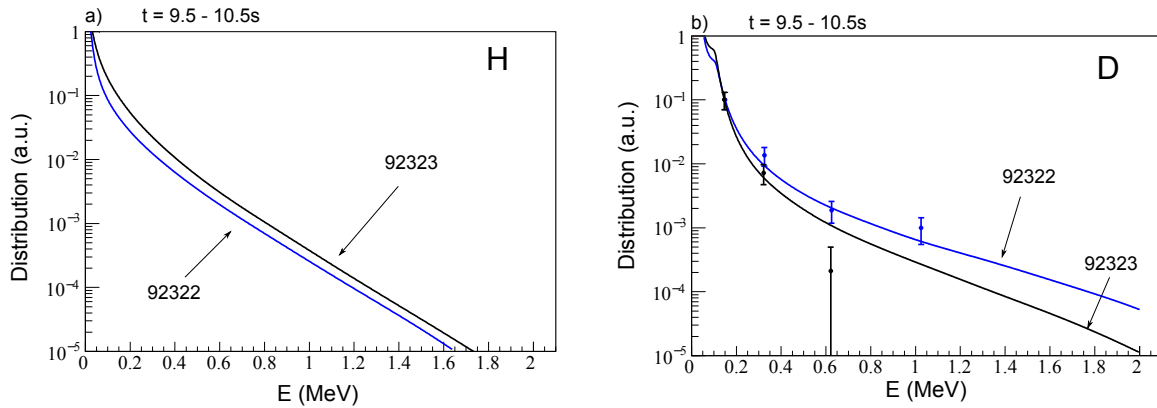 a) t = 9.5 - 10.5s
H
1
10⁻¹
10⁻²
10⁻³
10⁻⁴
10⁻⁵
Distribution (a.u.)
92323
92322
0 0.2 0.4 0.6 0.8 1 1.2 1.4 1.6 1.8 2
E (MeV)
b) t = 9.5 - 10.5s
D
1
10⁻¹
10⁻²
10⁻³
10⁻⁴
10⁻⁵
Distribution (a.u.)
92322
92323
0 0.2 0.4 0.6 0.8 1 1.2 1.4 1.6 1.8 2
E (MeV)